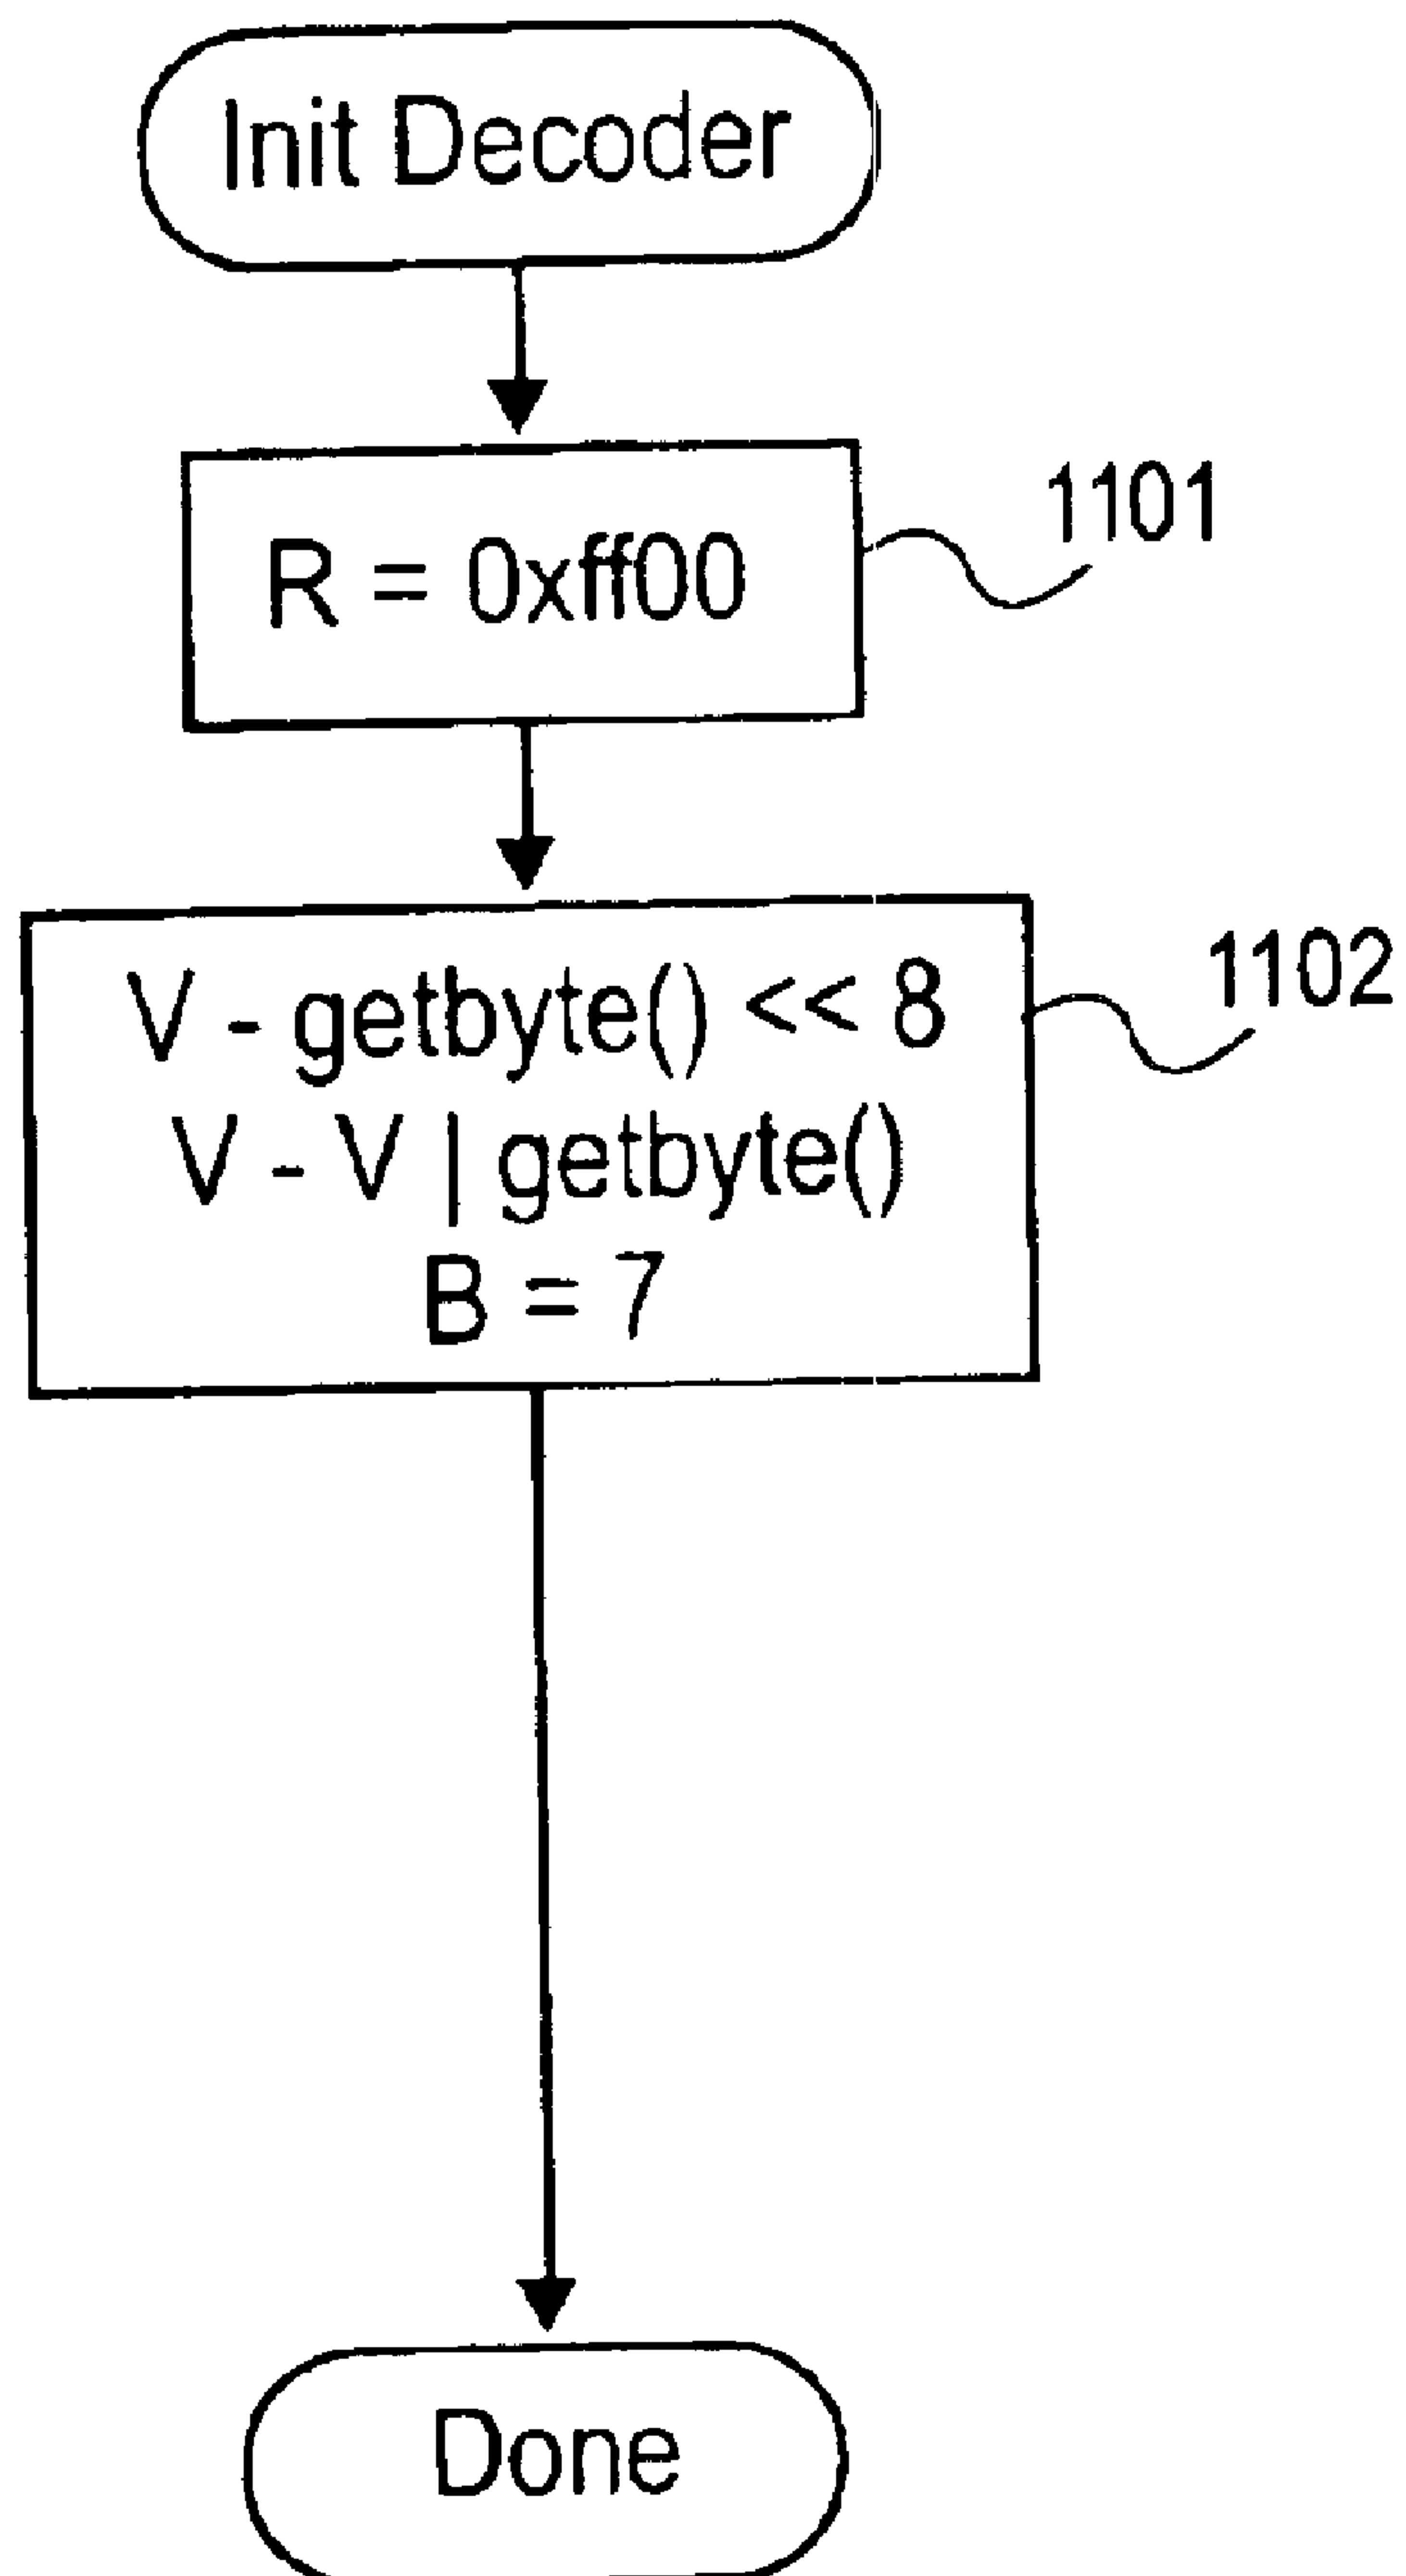 Init Decoder
R = 0xff00
1101
V - getbyte() << 8
1102
V - V | getbyte()
B = 7
Done